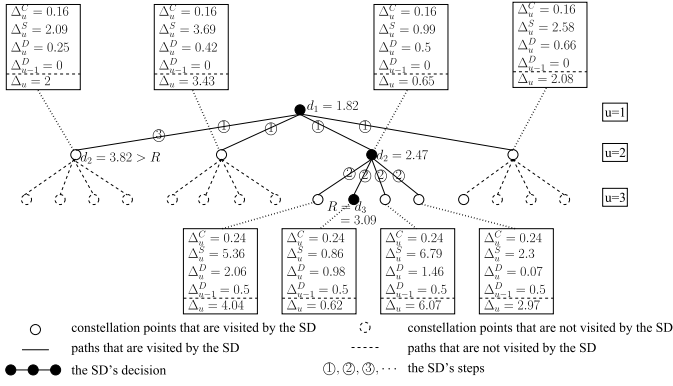 Δ_u^C = 0.16
Δ_u^S = 2.09
Δ_u^D = 0.25
Δ_{u−1}^D = 0
Δ_u = 2
Δ_u^C = 0.16
Δ_u^S = 3.69
Δ_u^D = 0.42
Δ_{u−1}^D = 0
Δ_u = 3.43
Δ_u^C = 0.16
Δ_u^S = 0.99
Δ_u^D = 0.5
Δ_{u−1}^D = 0
Δ_u = 0.65
Δ_u^C = 0.16
Δ_u^S = 2.58
Δ_u^D = 0.66
Δ_{u−1}^D = 0
Δ_u = 2.08
d_1 = 1.82
u=1
③ ① ① ① ①
d_2 = 3.82 > R
d_2 = 2.47
u=2
② ② ② ②
R = d_3
= 3.09
u=3
Δ_u^C = 0.24
Δ_u^S = 5.36
Δ_u^D = 2.06
Δ_{u−1}^D = 0.5
Δ_u = 4.04
Δ_u^C = 0.24
Δ_u^S = 0.86
Δ_u^D = 0.98
Δ_{u−1}^D = 0.5
Δ_u = 0.62
Δ_u^C = 0.24
Δ_u^S = 6.79
Δ_u^D = 1.46
Δ_{u−1}^D = 0.5
Δ_u = 6.07
Δ_u^C = 0.24
Δ_u^S = 2.3
Δ_u^D = 0.07
Δ_{u−1}^D = 0.5
Δ_u = 2.97
constellation points that are visited by the SD
constellation points that are not visited by the SD
paths that are visited by the SD
paths that are not visited by the SD
the SD's decision
①, ②, ③, ⋯ the SD's steps